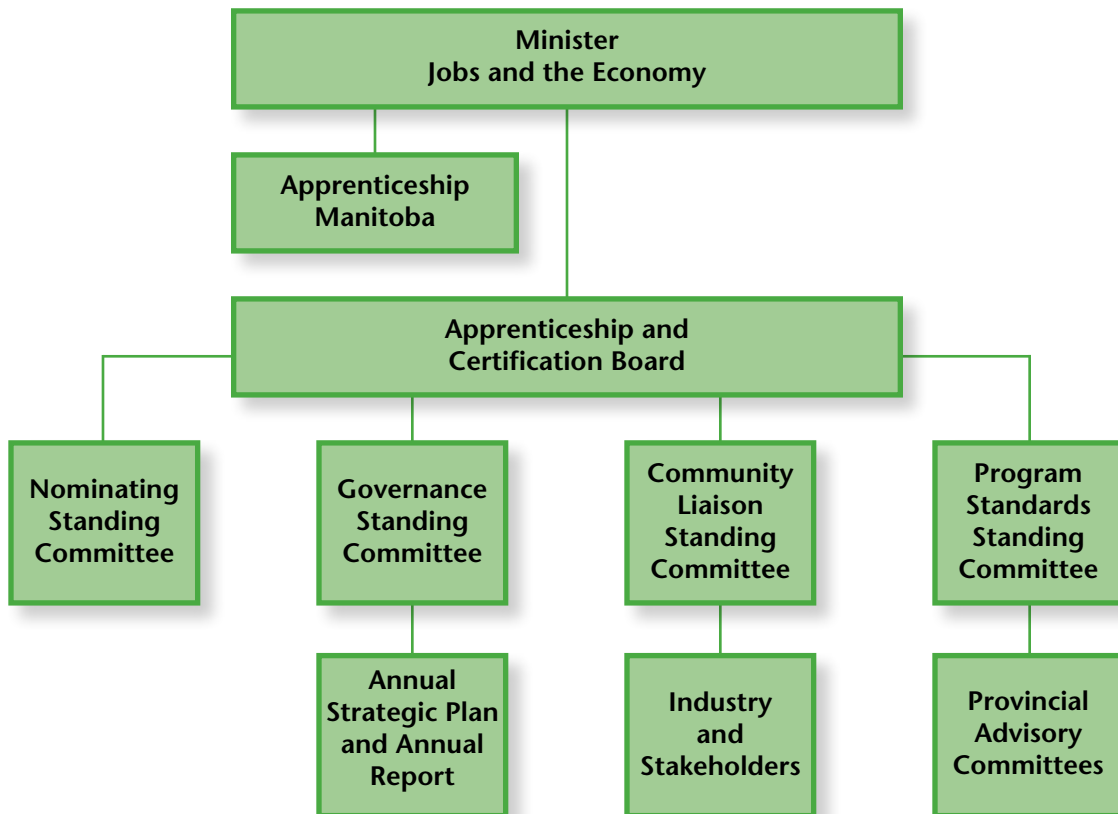 Minister
Jobs and the Economy
Apprenticeship
Manitoba
Apprenticeship and
Certification Board
Nominating
Standing
Committee
Governance
Standing
Committee
Community
Liaison
Standing
Committee
Program
Standards
Standing
Committee
Annual
Strategic Plan
and Annual
Report
Industry
and
Stakeholders
Provincial
Advisory
Committees